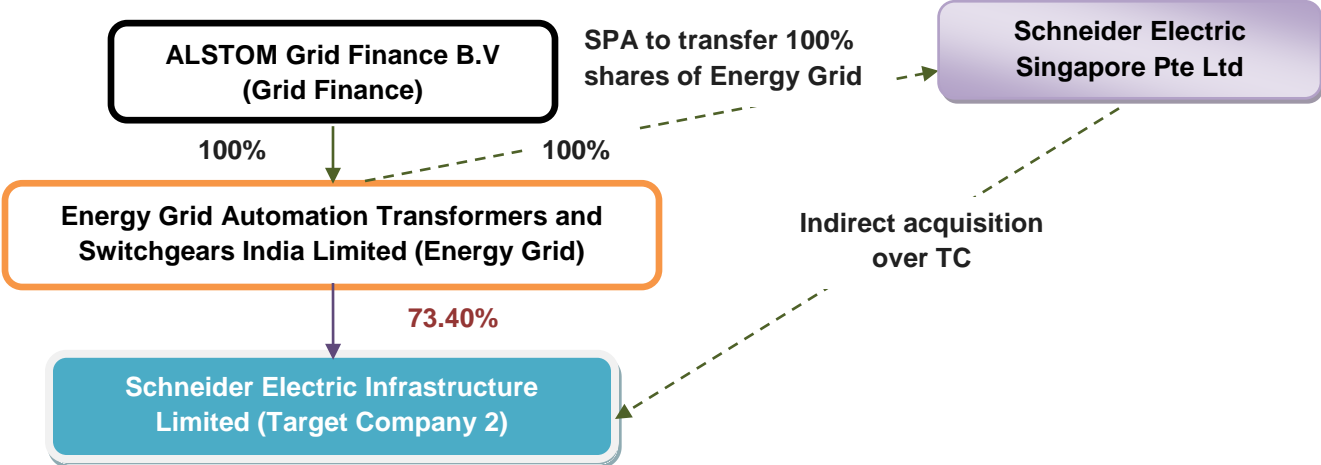 ALSTOM Grid Finance B.V
(Grid Finance)
SPA to transfer 100%
shares of Energy Grid
Schneider Electric
Singapore Pte Ltd
100%
100%
Energy Grid Automation Transformers and
Switchgears India Limited (Energy Grid)
Indirect acquisition
over TC
73.40%
Schneider Electric Infrastructure
Limited (Target Company 2)